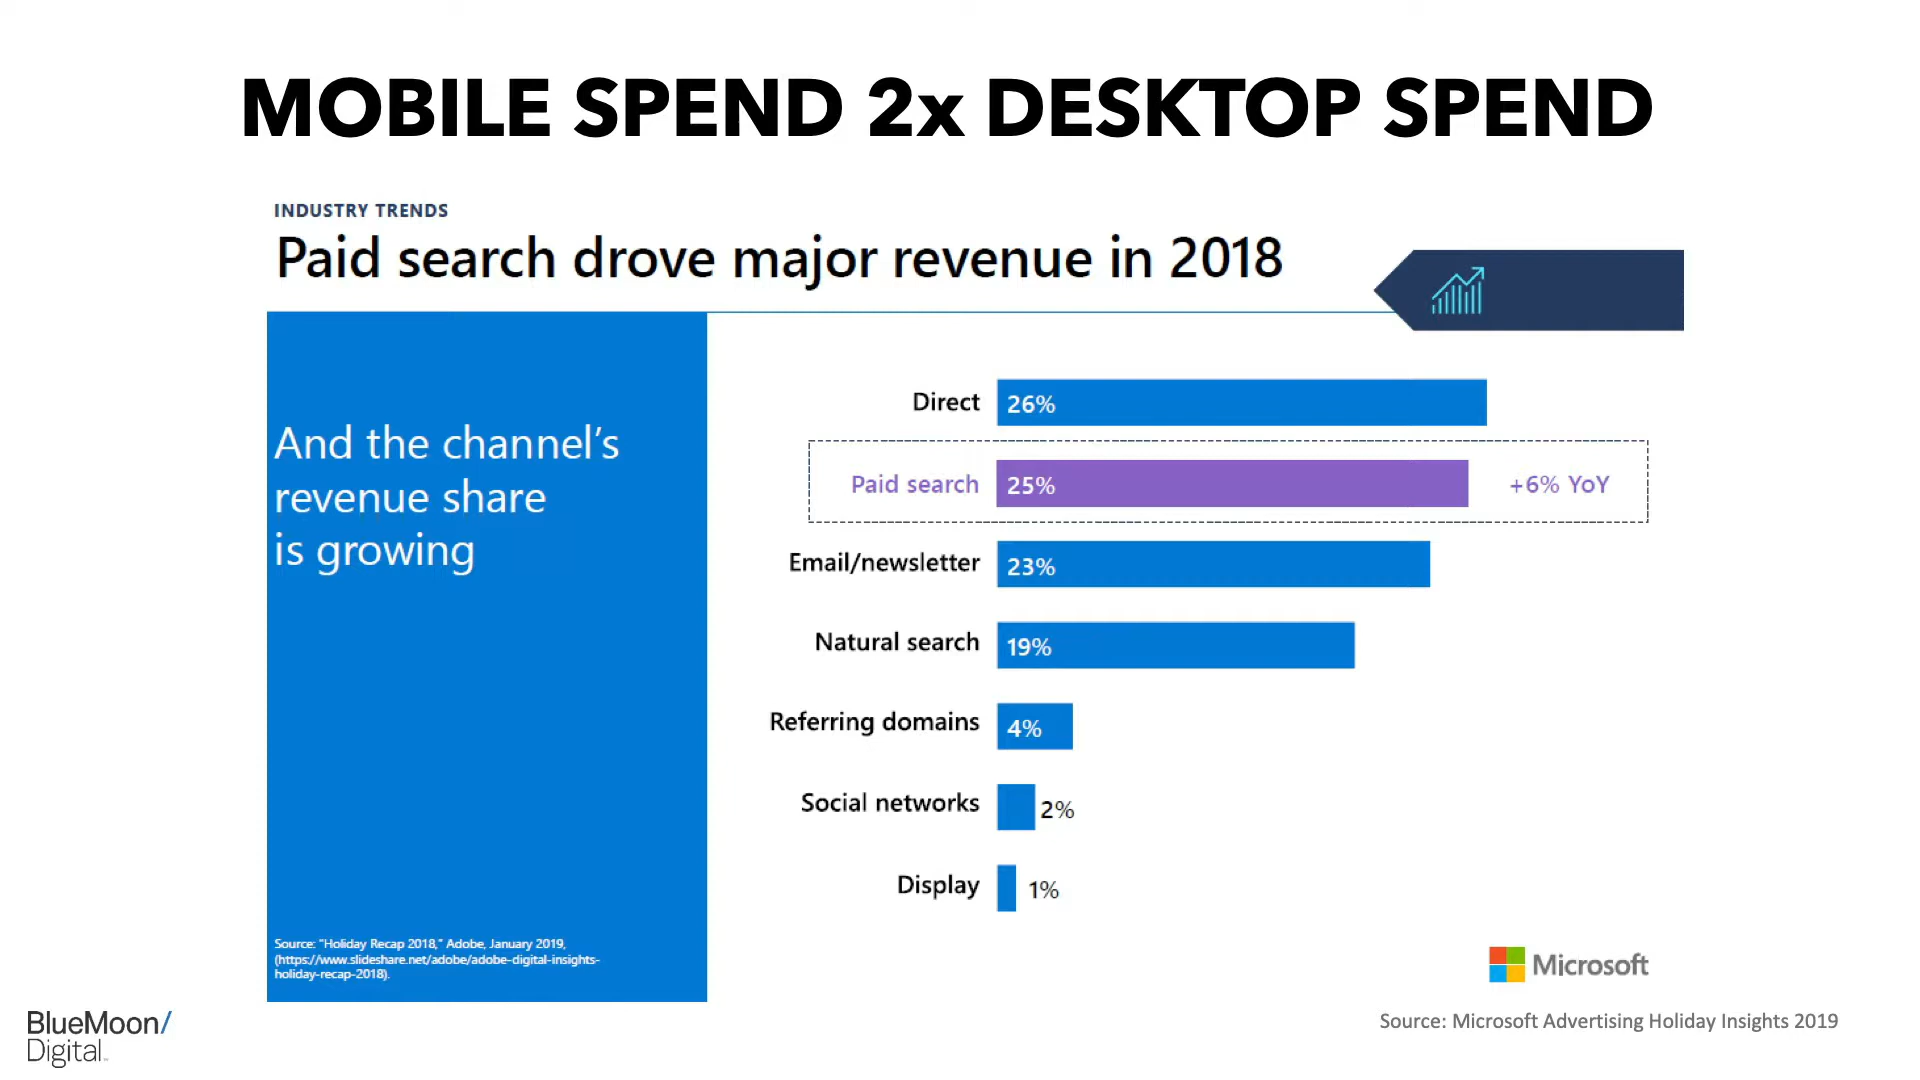 MOBILE SPEND 2x DESKTOP SPEND
INDUSTRY TRENDS
Paid search drove major revenue in 2018
And the channel's
revenue share
is growing
Direct 26%
Paid search 25% +6% YoY
Email/newsletter 23%
Natural search 19%
Referring domains 4%
Social networks 2%
Display 1%
Source: "Holiday Recap 2018," Adobe, January 2019,
(https://www.slideshare.net/adobe/adobe-digital-insights-
holiday-recap-2018).
Microsoft
BlueMoon/
Digital
Source: Microsoft Advertising Holiday Insights 2019